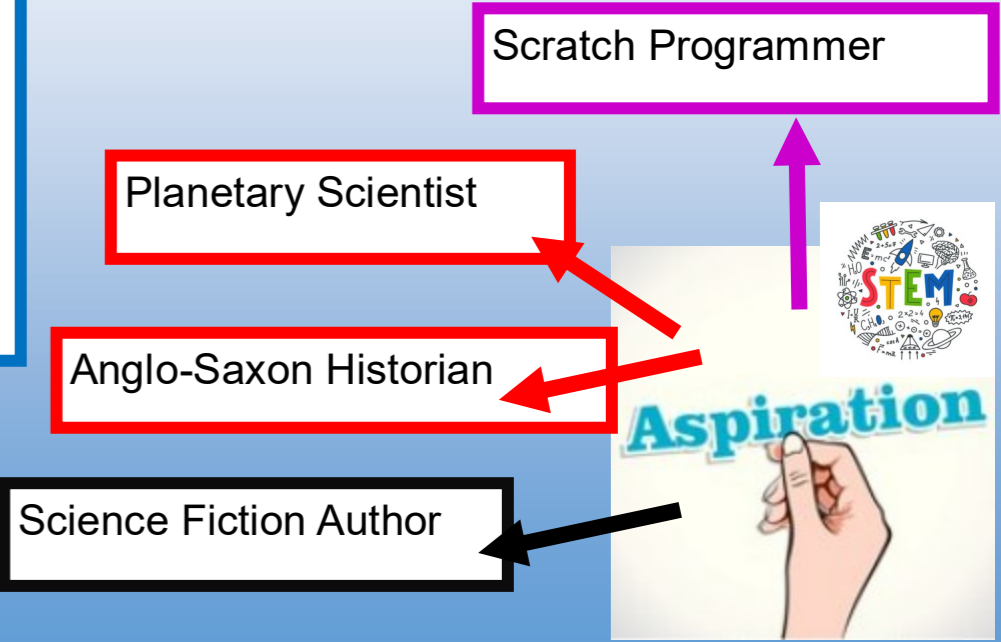 Scratch Programmer
Planetary Scientist
Anglo-Saxon Historian
Science Fiction Author
STEM
Aspiration